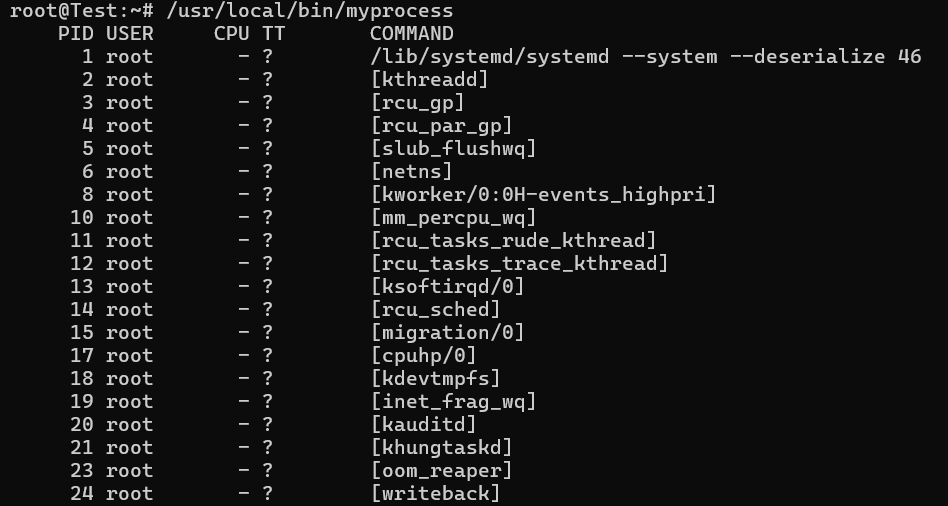 root@Test:~# /usr/local/bin/myprocess
PID USER CPU TT COMMAND
1 root - ? /lib/systemd/systemd --system --deserialize 46
2 root - ? [kthreadd]
3 root - ? [rcu_gp]
4 root - ? [rcu_par_gp]
5 root - ? [slub_flushwq]
6 root - ? [netns]
8 root - ? [kworker/0:0H-events_highpri]
10 root - ? [mm_percpu_wq]
11 root - ? [rcu_tasks_rude_kthread]
12 root - ? [rcu_tasks_trace_kthread]
13 root - ? [ksoftirqd/0]
14 root - ? [rcu_sched]
15 root - ? [migration/0]
17 root - ? [cpuhp/0]
18 root - ? [kdevtmpfs]
19 root - ? [inet_frag_wq]
20 root - ? [kauditd]
21 root - ? [khungtaskd]
23 root - ? [oom_reaper]
24 root - ? [writeback]